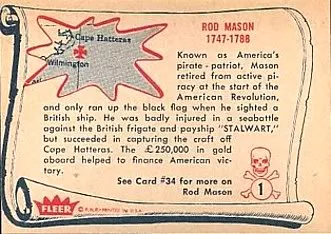 Cape Hatteras
Wilmington
ROD MASON
1747-1788
Known as America's
pirate-patriot, Mason
retired from active pi-
racy at the start of the
American Revolution,
and only ran up the black flag when he sighted a
British ship. He was badly injured in a seabattle
against the British frigate and payship "STALWART,"
but succeeded in capturing the craft off
Cape Hatteras. The £250,000 in gold
aboard helped to finance American vic-
tory.
See Card #34 for more on
Rod Mason
1
FLEER
© F.H.R.-PRINTED IN U.S.A.